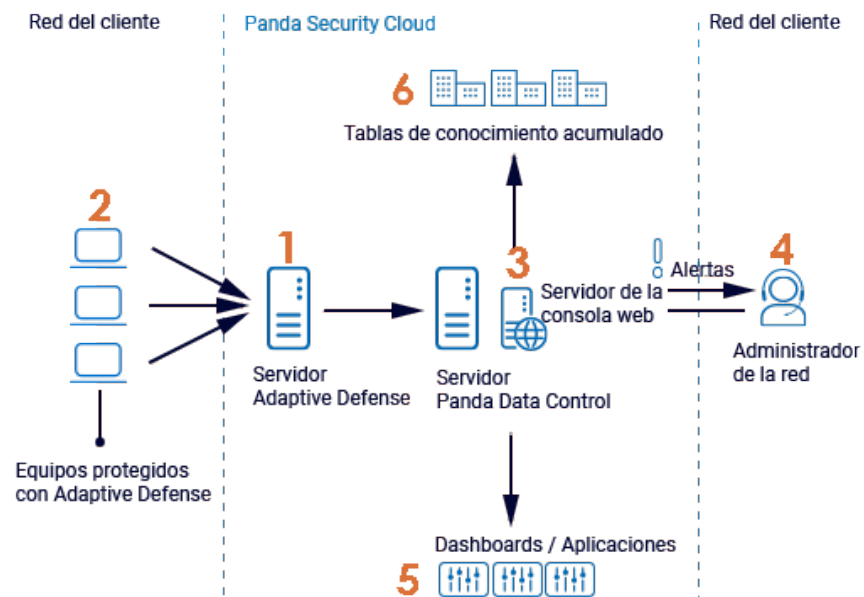 Red del cliente
Panda Security Cloud
Red del cliente
6
Tablas de conocimiento acumulado
2
1
3
4
Alertas
Servidor de la
consola web
Servidor
Adaptive Defense
Servidor
Panda Data Control
Administrador
de la red
Equipos protegidos
con Adaptive Defense
Dashboards / Aplicaciones
5